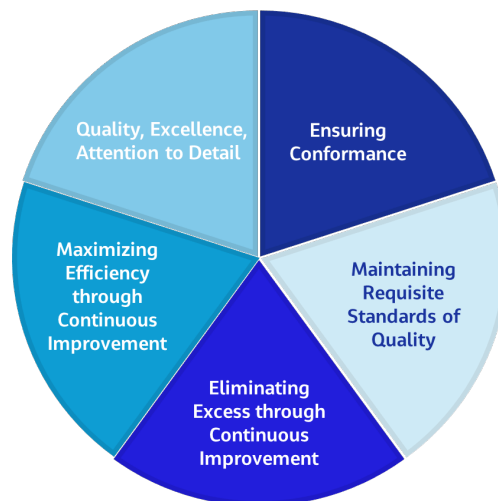 Quality, Excellence,
Attention to Detail
Ensuring
Conformance
Maximizing
Efficiency
through
Continuous
Improvement
Maintaining
Requisite
Standards of
Quality
Eliminating
Excess through
Continuous
Improvement